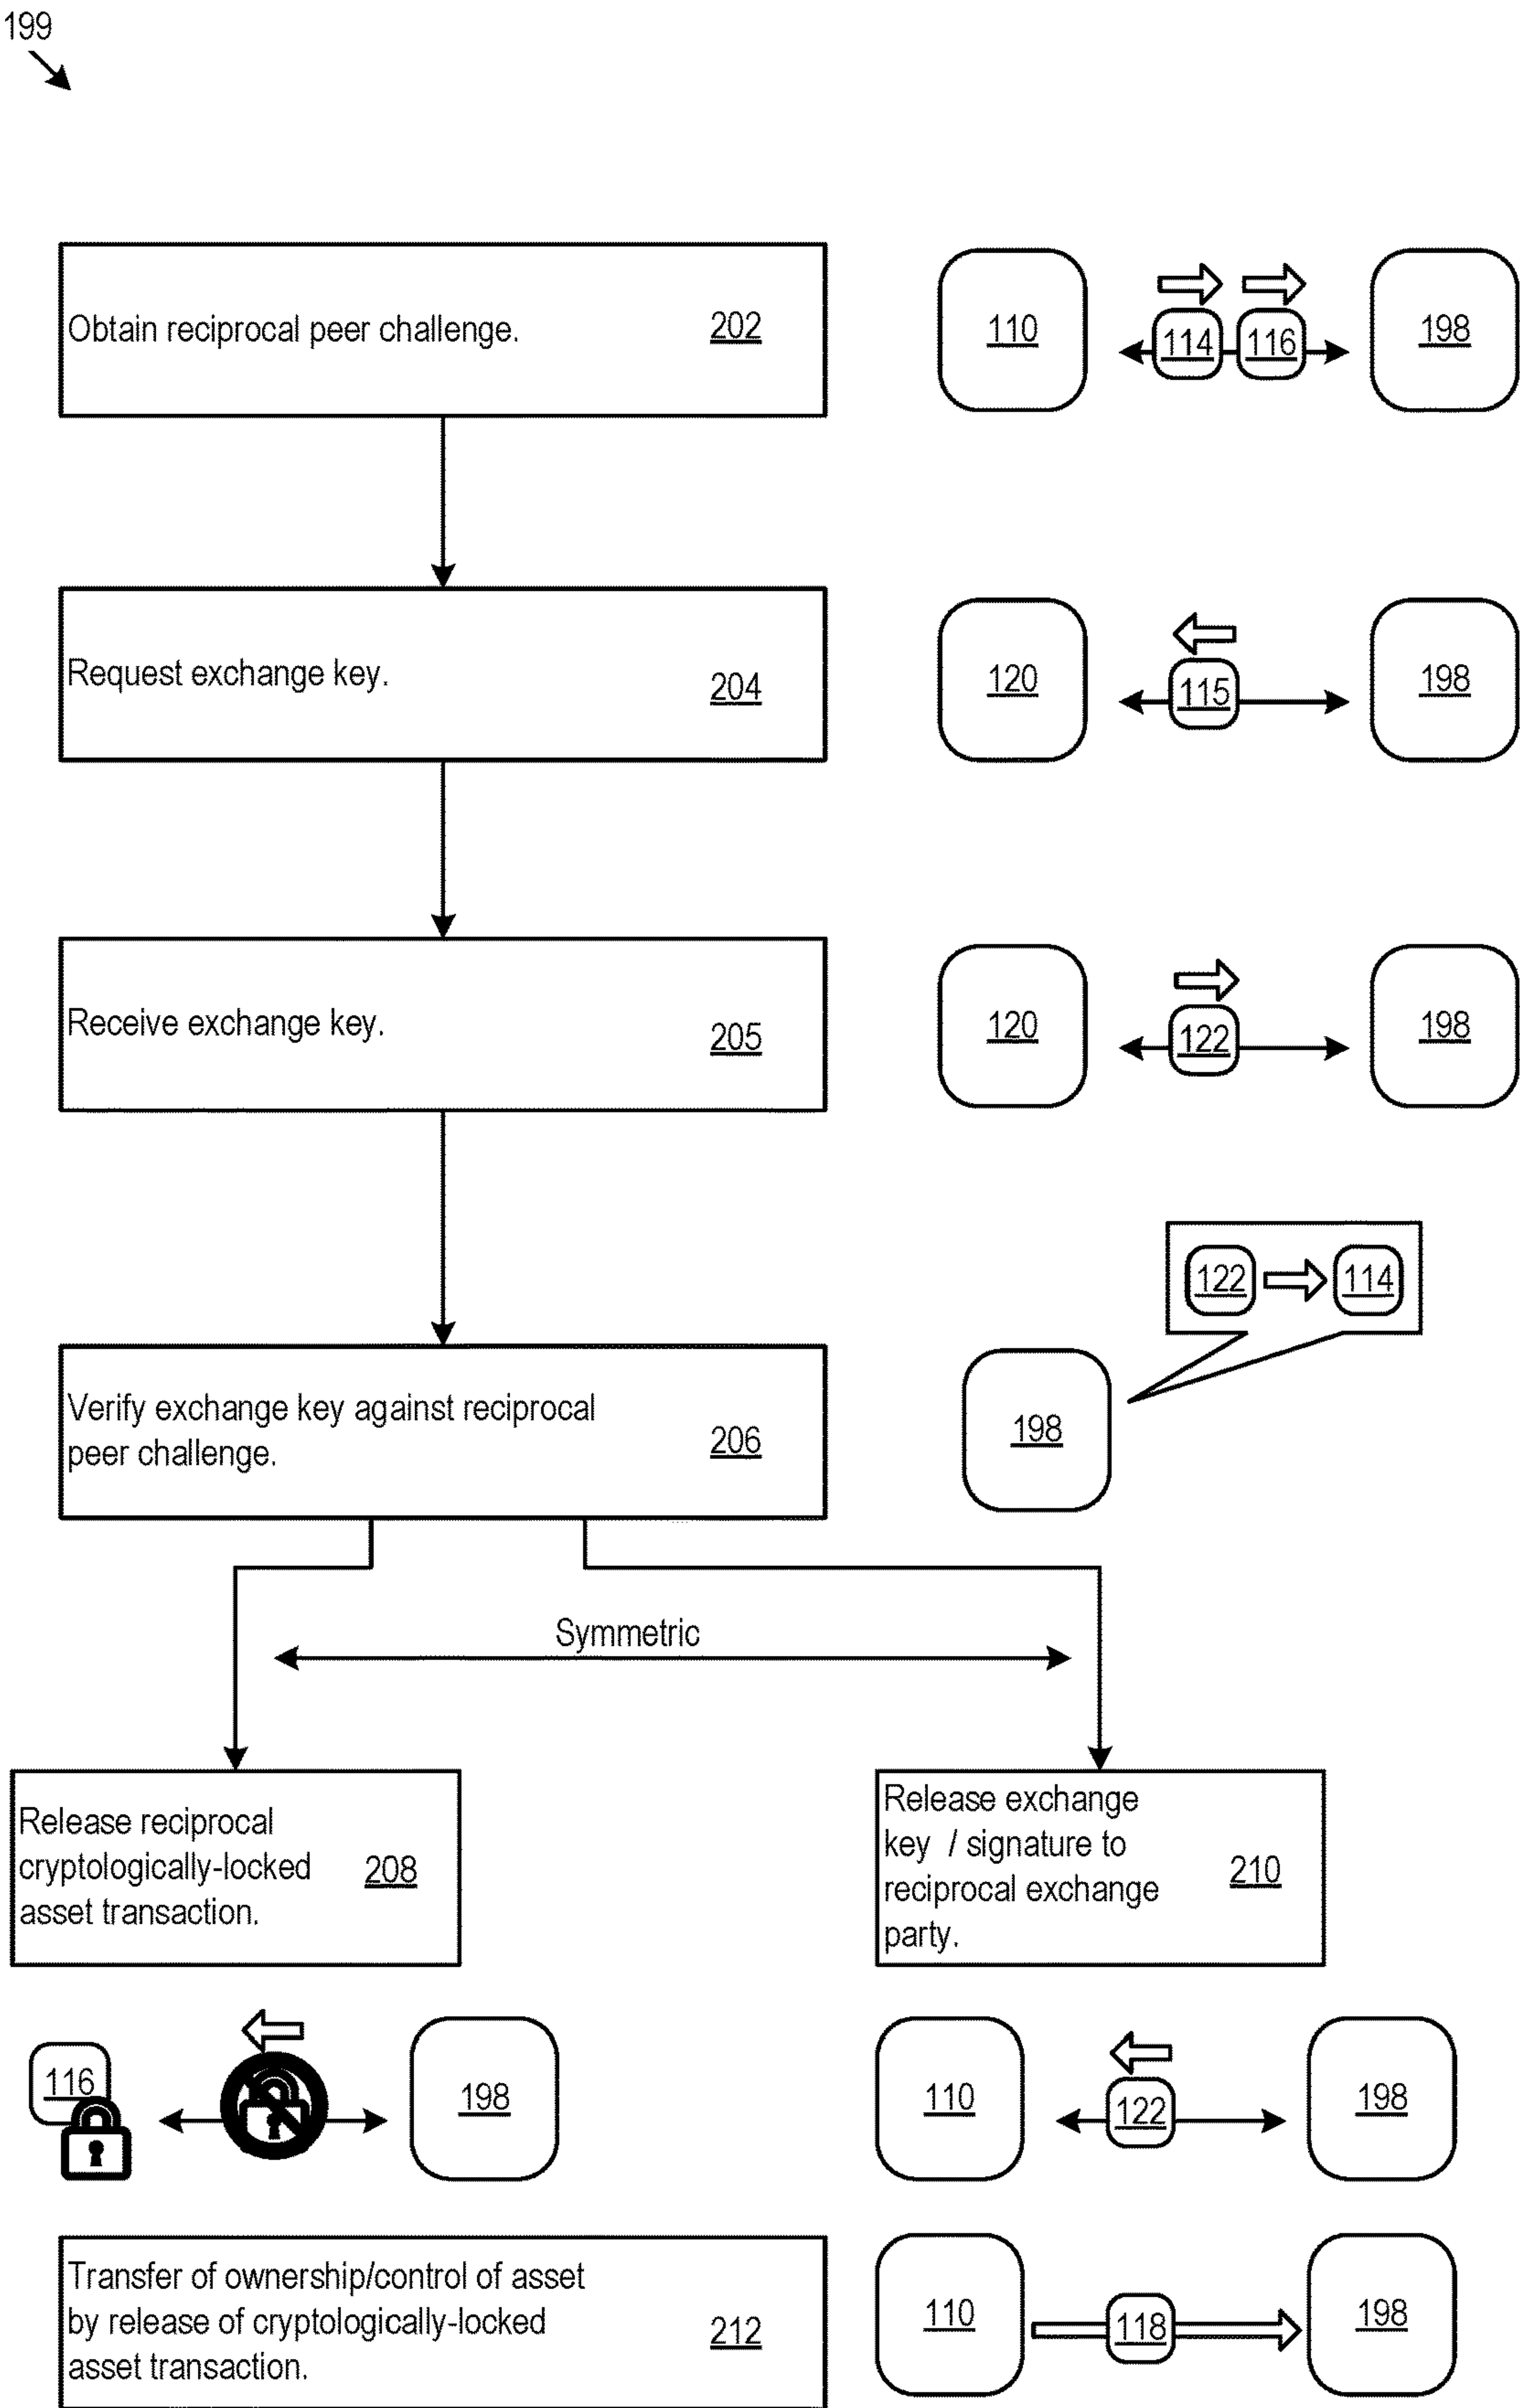 199
Obtain reciprocal peer challenge. 202
110 114 116 198
Request exchange key. 204
120 115 198
Receive exchange key. 205
120 122 198
122 114
Verify exchange key against reciprocal
peer challenge. 206
198
Symmetric
Release reciprocal
cryptologically-locked
asset transaction. 208
Release exchange
key / signature to
reciprocal exchange
party. 210
116 198
110 122 198
Transfer of ownership/control of asset
by release of cryptologically-locked
asset transaction. 212
110 118 198